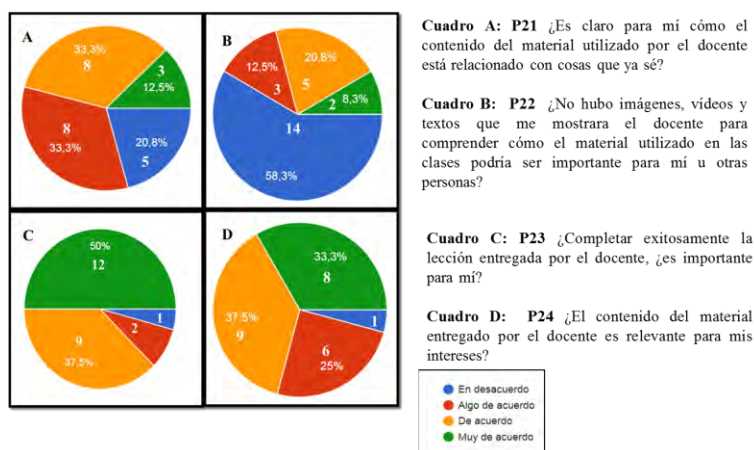 A
33,3%
8
3
12,5%
8
33,3%
20,8%
5
B
12,5%
3
20,8%
5
2
8,3%
14
58,3%
C
50%
12
1
2
9
37,5%
D
33,3%
8
37,5%
9
1
6
25%
Cuadro A: P21 ¿Es claro para mí cómo el
contenido del material utilizado por el docente
está relacionado con cosas que ya sé?
Cuadro B: P22 ¿No hubo imágenes, vídeos y
textos que me mostrara el docente para
comprender cómo el material utilizado en las
clases podría ser importante para mí u otras
personas?
Cuadro C: P23 ¿Completar exitosamente la
lección entregada por el docente, ¿es importante
para mí?
Cuadro D: P24 ¿El contenido del material
entregado por el docente es relevante para mis
intereses?
En desacuerdo
Algo de acuerdo
De acuerdo
Muy de acuerdo